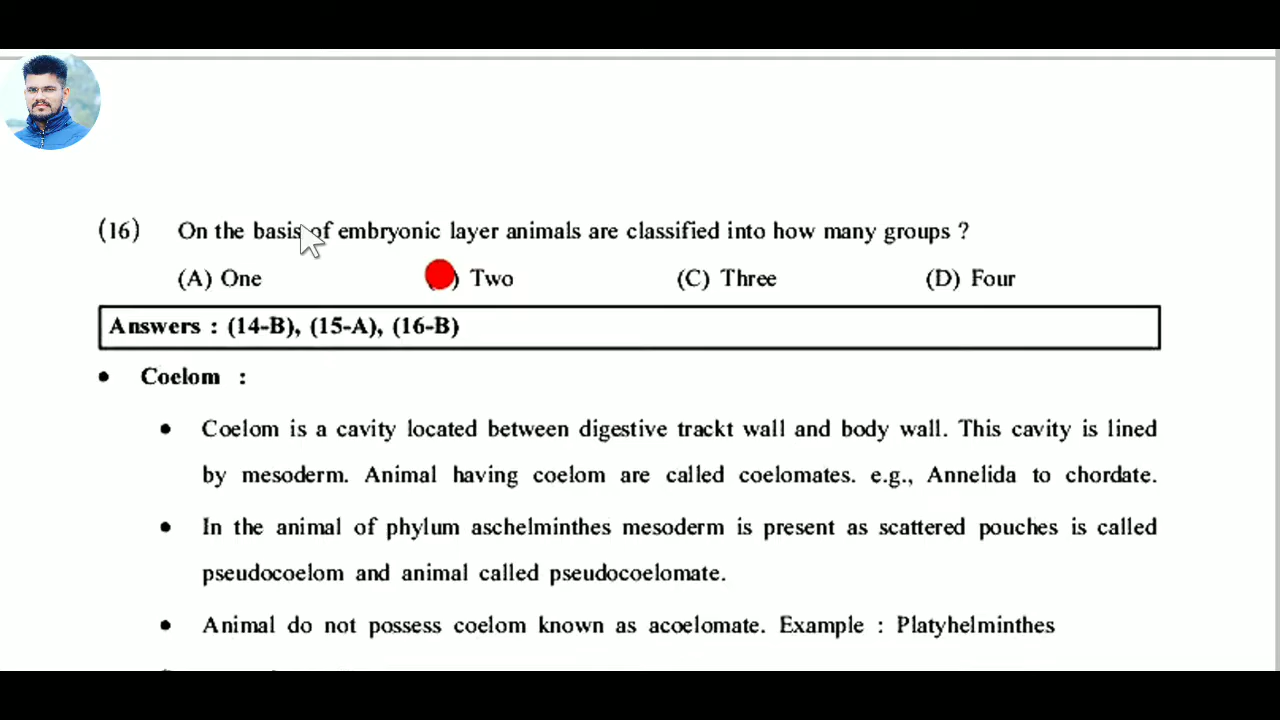 (16) On the basis of embryonic layer animals are classified into how many groups ?
(A) One ) Two (C) Three (D) Four
Answers : (14-B), (15-A), (16-B)
• Coelom :
• Coelom is a cavity located between digestive trackt wall and body wall. This cavity is lined
by mesoderm. Animal having coelom are called coelomates. e.g., Annelida to chordate.
• In the animal of phylum aschelminthes mesoderm is present as scattered pouches is called
pseudocoelom and animal called pseudocoelomate.
• Animal do not possess coelom known as acoelomate. Example : Platyhelminthes